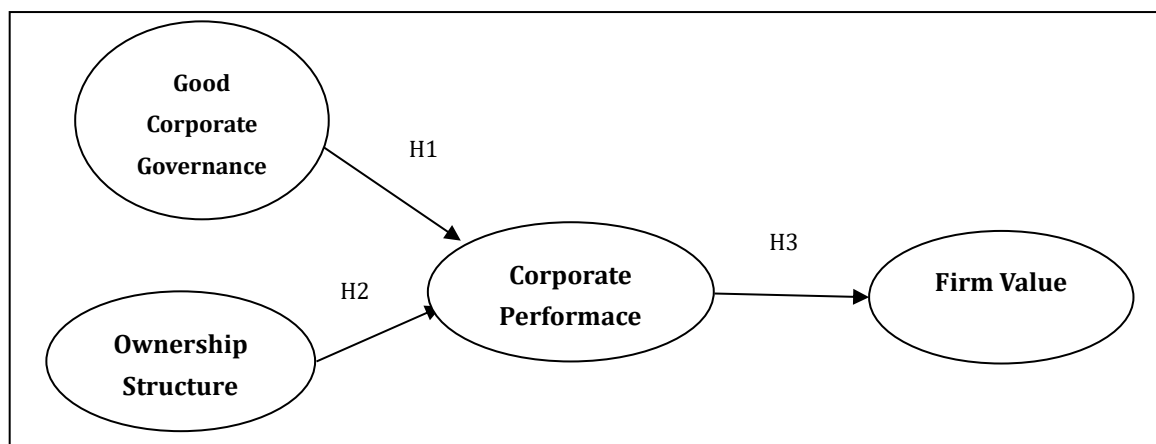 Good
Corporate
Governance
H1
H2
Ownership
Structure
Corporate
Performace
H3
Firm Value